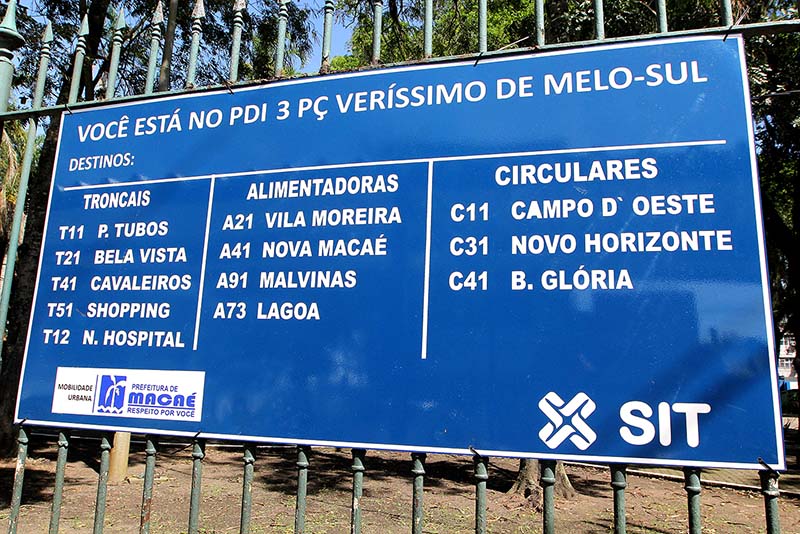 VOCÊ ESTÁ NO PDI 3 PÇ VERÍSSIMO DE MELO-SUL
DESTINOS:
TRONCAIS
T11 P. TUBOS
T21 BELA VISTA
T41 CAVALEIROS
T51 SHOPPING
T12 N. HOSPITAL
ALIMENTADORAS
A21 VILA MOREIRA
A41 NOVA MACAÉ
A91 MALVINAS
A73 LAGOA
CIRCULARES
C11 CAMPO D` OESTE
C31 NOVO HORIZONTE
C41 B. GLÓRIA
MOBILIDADE
URBANA
PREFEITURA DE
MACAÉ
RESPEITO POR VOCÊ
SIT